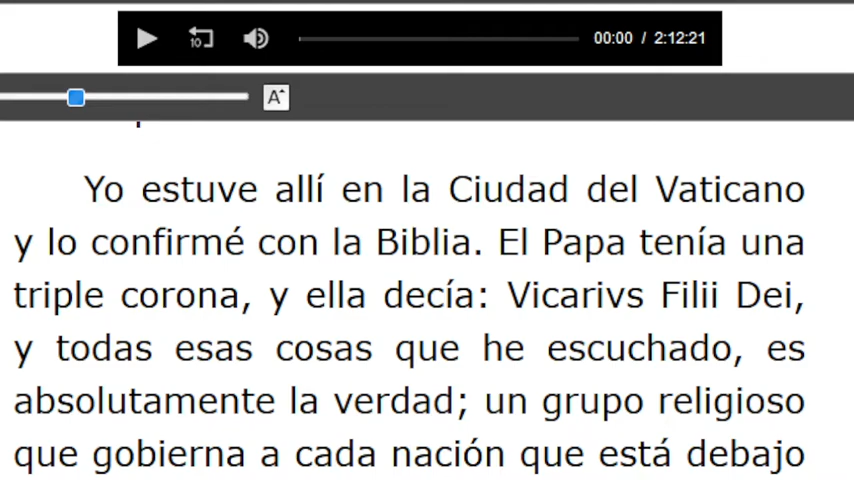 10
00:00 / 2:12:21
A
Yo estuve allí en la Ciudad del Vaticano
y lo confirmé con la Biblia. El Papa tenía una
triple corona, y ella decía: Vicarivs Filii Dei,
y todas esas cosas que he escuchado, es
absolutamente la verdad; un grupo religioso
que gobierna a cada nación que está debajo